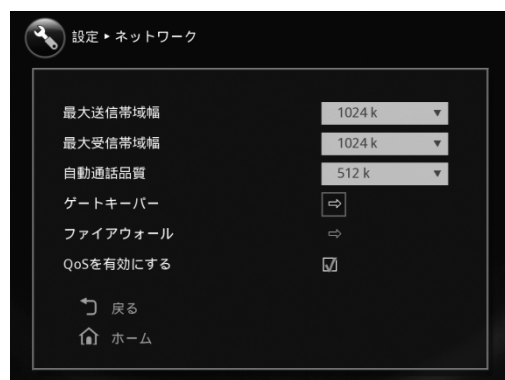 設定 ▸ ネットワーク
最大送信帯域幅 1024 k
最大受信帯域幅 1024 k
自動通話品質 512 k
ゲートキーパー
ファイアウォール
QoSを有効にする
戻る
ホーム